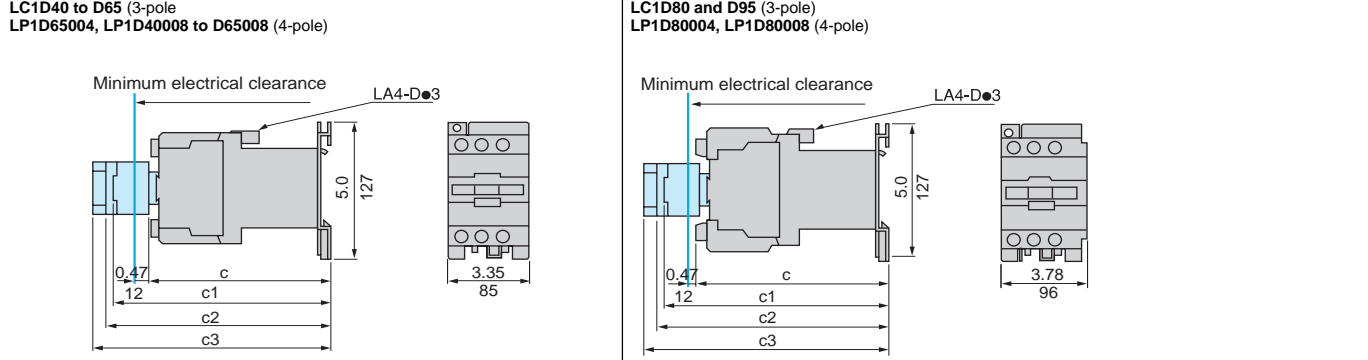 LC1D40 to D65 (3-pole
LP1D65004, LP1D40008 to D65008 (4-pole)
Minimum electrical clearance
LA4-D●3
5.0
127
0.47
12
c
c1
c2
c3
3.35
85
LC1D80 and D95 (3-pole)
LP1D80004, LP1D80008 (4-pole)
Minimum electrical clearance
LA4-D●3
5.0
127
0.47
12
c
c1
c2
c3
3.78
96